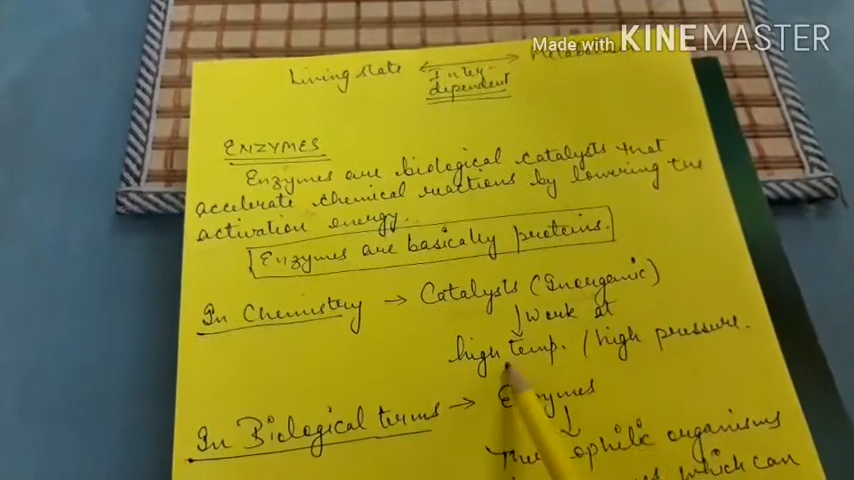 Made with KINEMASTER
Living state ↔ Metabolism
Inter-
dependent
ENZYMES
Enzymes are biological catalysts that
accelerate chemical reactions by lowering the
activation energy.
Enzymes are basically proteins.
In Chemistry → Catalysts (Inorganic)
↓ work at
high temp. / high pressure.
In Biological terms → Enzymes
↓
philic organisms
which can